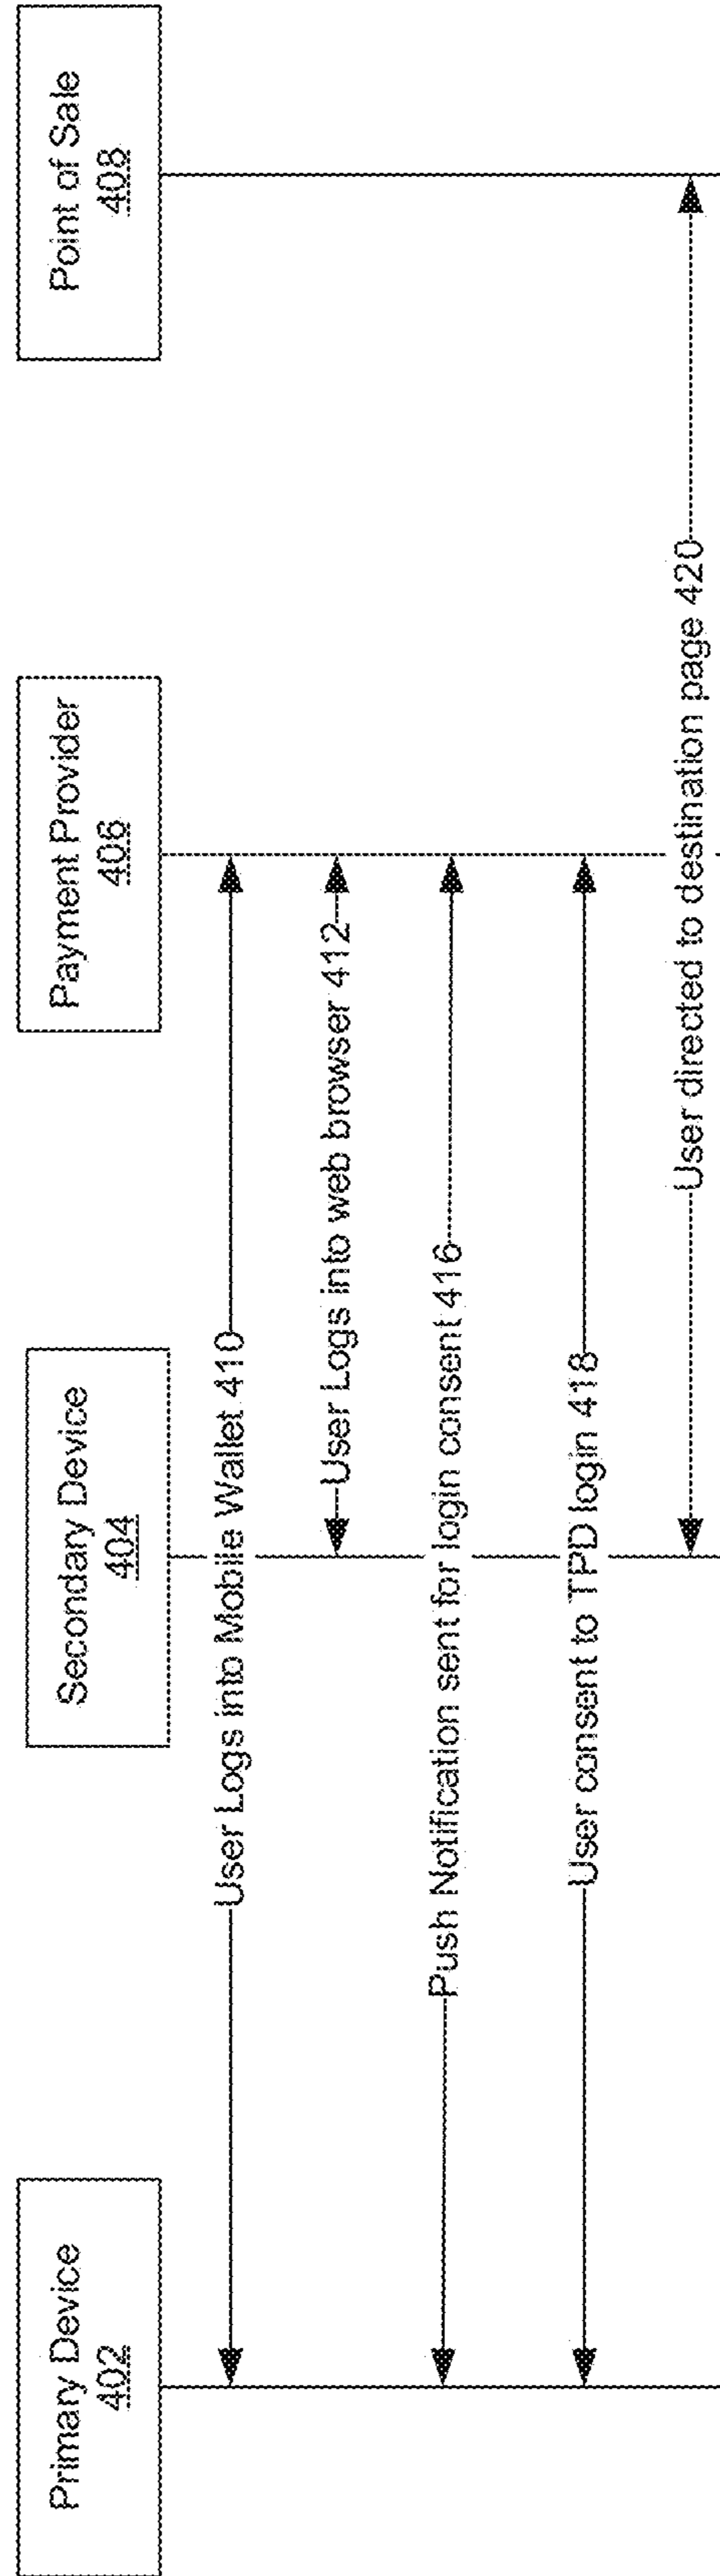 Primary Device
402
Secondary Device
404
Payment Provider
406
Point of Sale
408
User Logs into Mobile Wallet 410
User Logs into web browser 412
Push Notification sent for login consent 416
User consent to TPD login 418
User directed to destination page 420